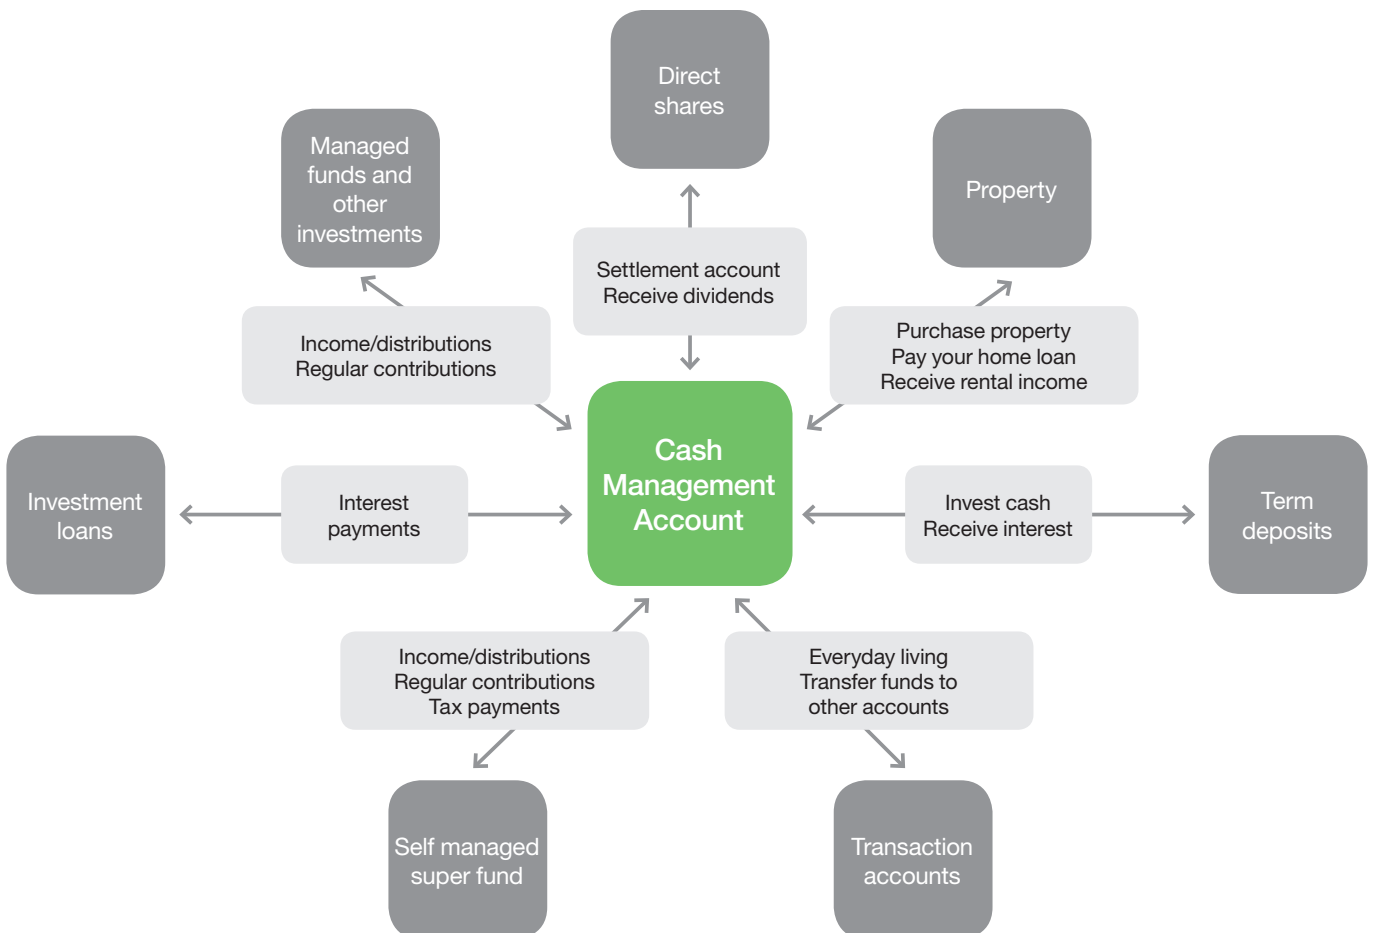 Direct
shares
Managed
funds and
other
investments
Property
Settlement account
Receive dividends
Income/distributions
Regular contributions
Purchase property
Pay your home loan
Receive rental income
Cash
Management
Account
Investment
loans
Interest
payments
Invest cash
Receive interest
Term
deposits
Income/distributions
Regular contributions
Tax payments
Everyday living
Transfer funds to
other accounts
Self managed
super fund
Transaction
accounts